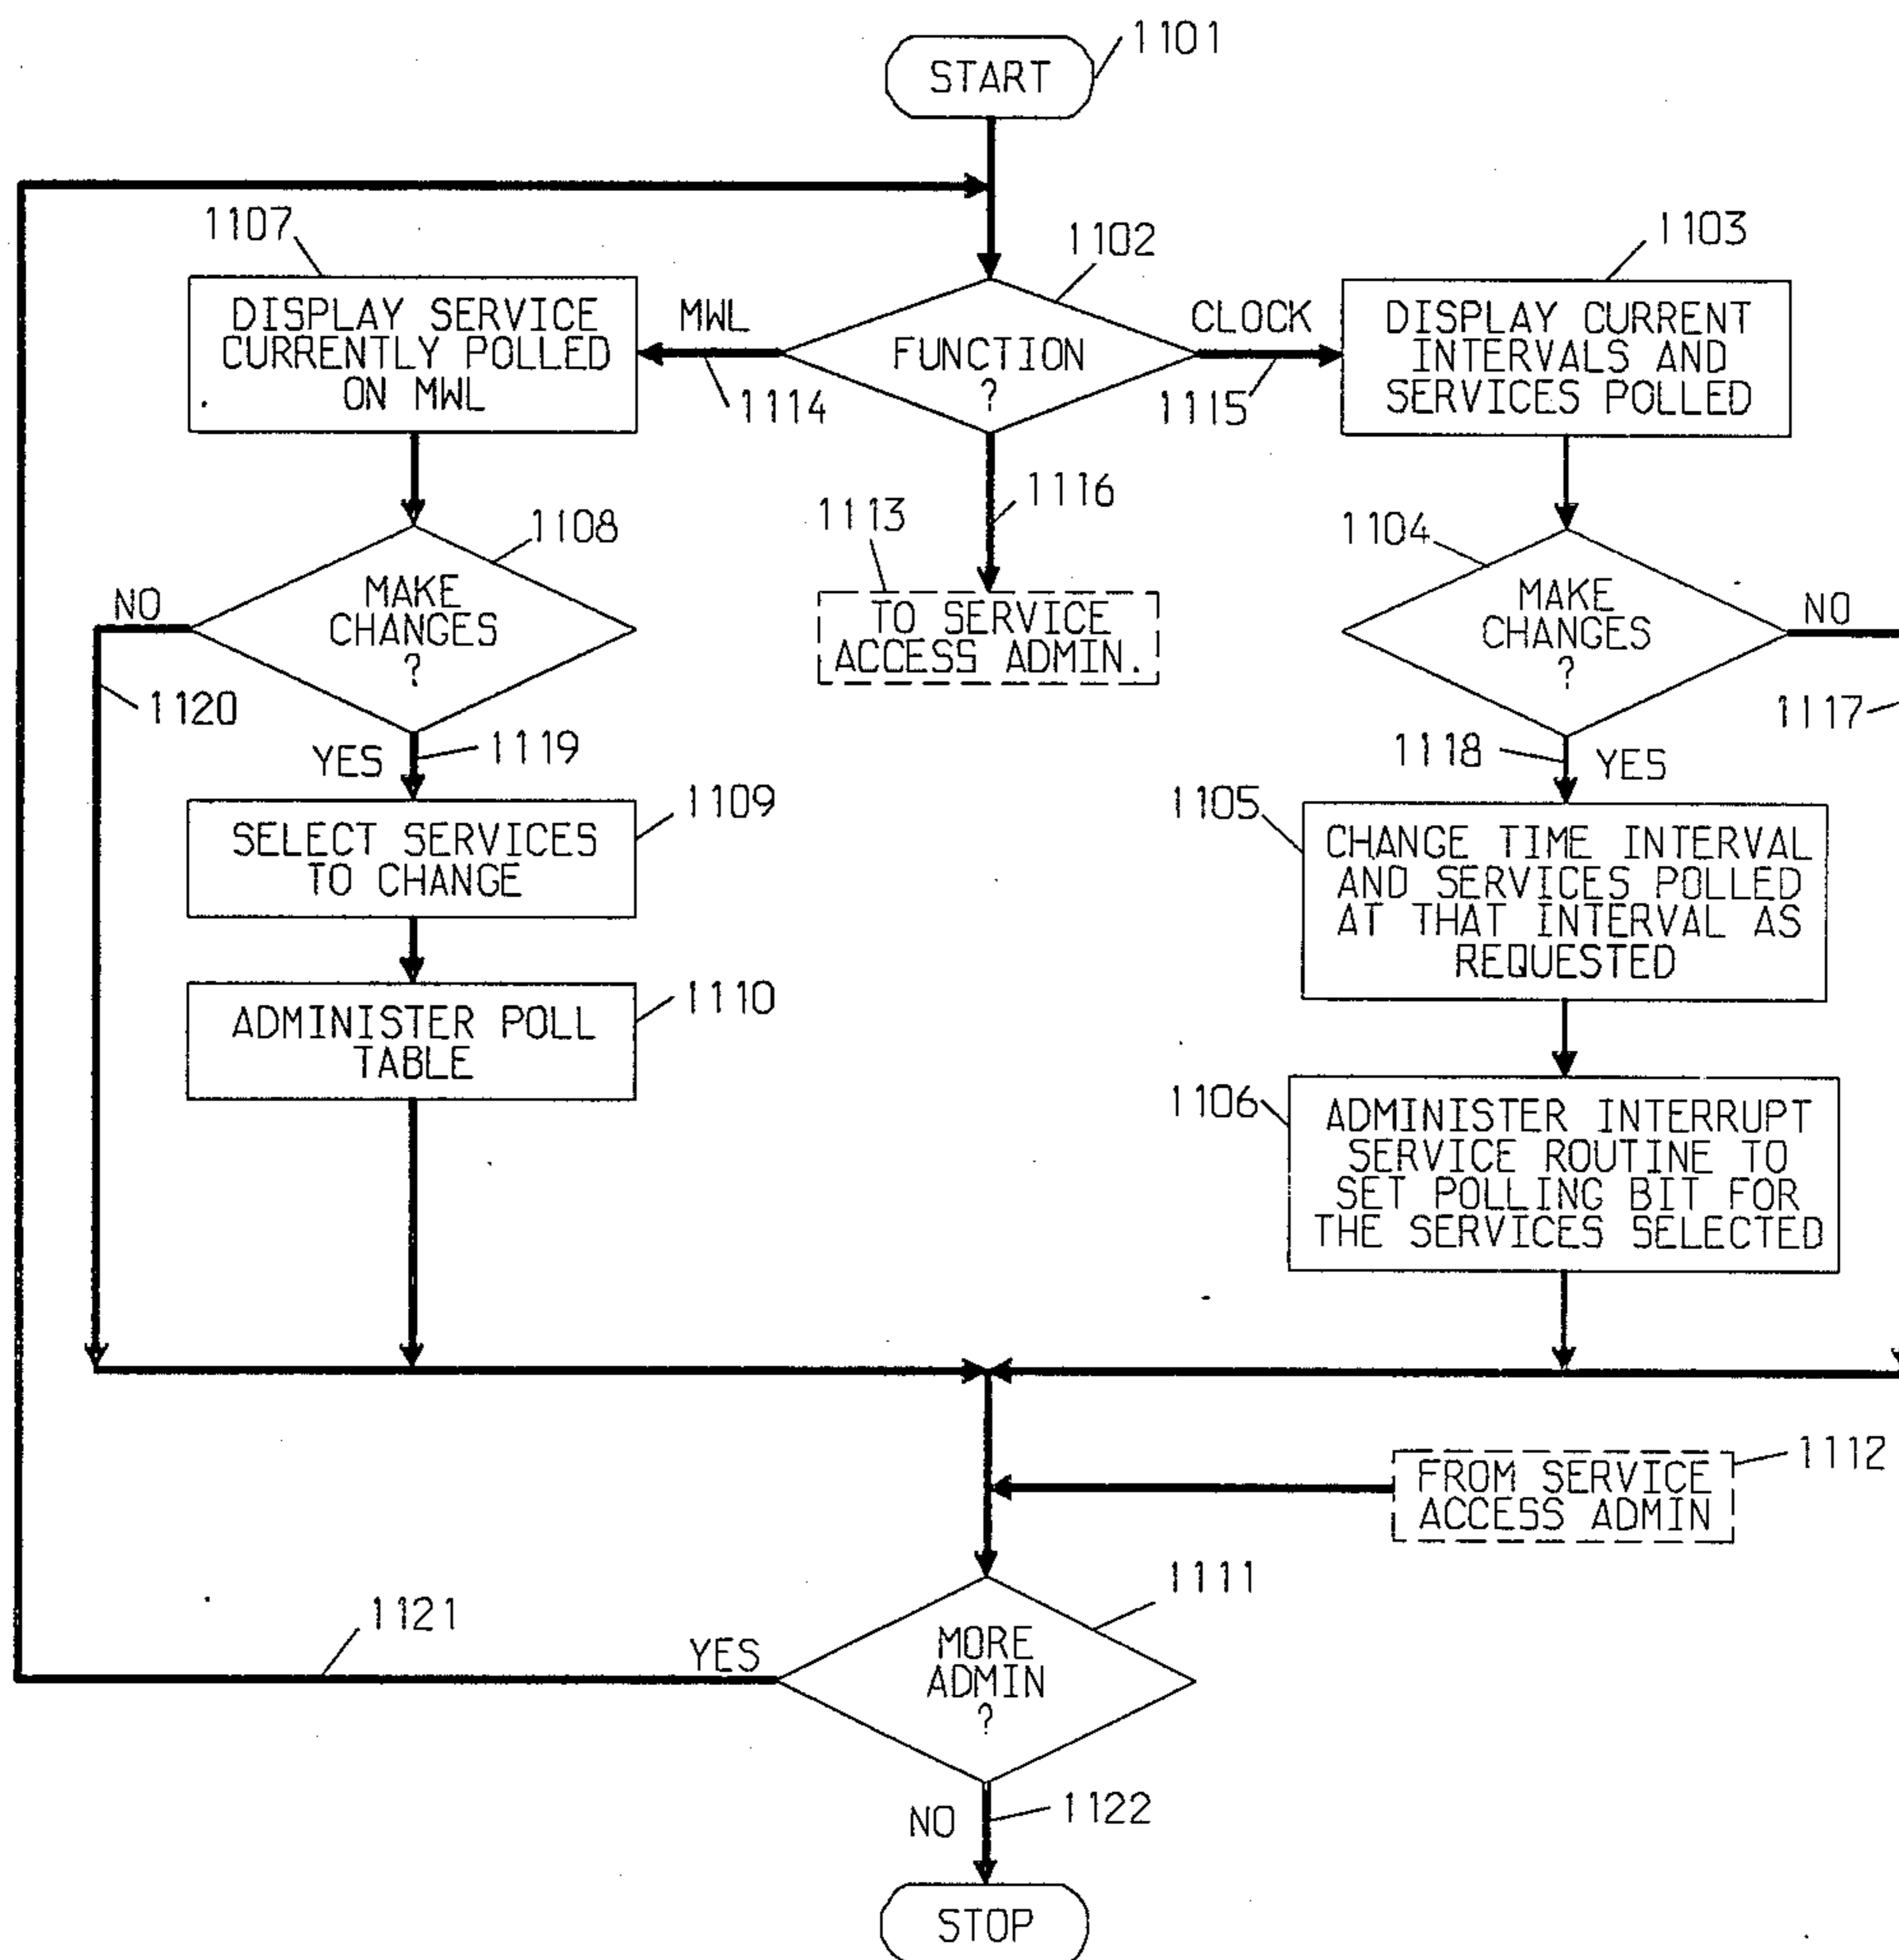 1101
START
1107
1102
1103
DISPLAY SERVICE
CURRENTLY POLLED
ON MWL
MWL
1114
FUNCTION
?
CLOCK
1115
DISPLAY CURRENT
INTERVALS AND
SERVICES POLLED
1116
1113
TO SERVICE
ACCESS ADMIN.
1108
MAKE
CHANGES
?
NO
1120
YES
1119
1104
MAKE
CHANGES
?
NO
1117
1118
YES
1109
SELECT SERVICES
TO CHANGE
1105
CHANGE TIME INTERVAL
AND SERVICES POLLED
AT THAT INTERVAL AS
REQUESTED
1110
ADMINISTER POLL
TABLE
1106
ADMINISTER INTERRUPT
SERVICE ROUTINE TO
SET POLLING BIT FOR
THE SERVICES SELECTED
1112
FROM SERVICE
ACCESS ADMIN
1111
MORE
ADMIN
?
YES
1121
NO
1122
STOP